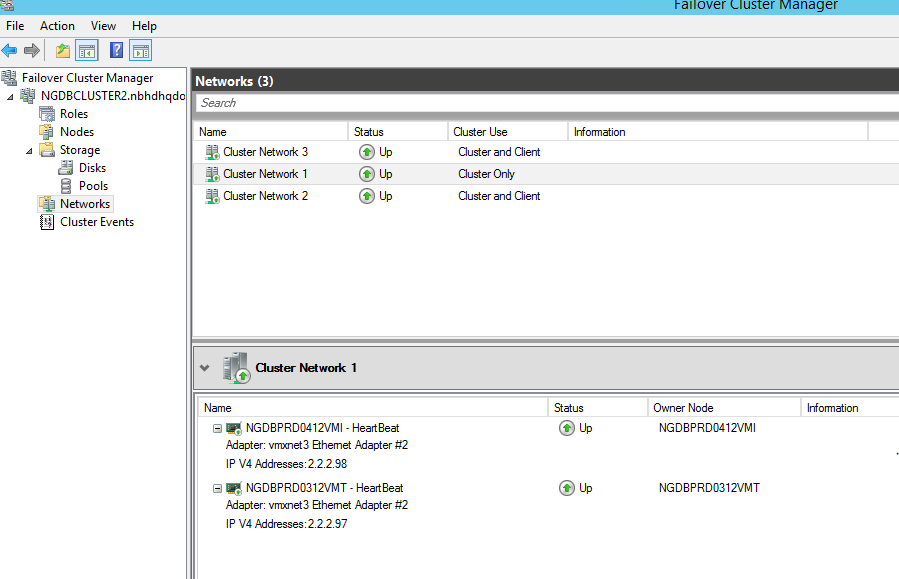 Failover Cluster Manager
File Action View Help
Failover Cluster Manager
NGDBCLUSTER2.nbhdhqdo
Roles
Nodes
Storage
Disks
Pools
Networks
Cluster Events
Networks (3)
Search
Name Status Cluster Use Information
Cluster Network 3 Up Cluster and Client
Cluster Network 1 Up Cluster Only
Cluster Network 2 Up Cluster and Client
Cluster Network 1
Name Status Owner Node Information
NGDBPRD0412VMI - HeartBeat Up NGDBPRD0412VMI
Adapter: vmxnet3 Ethernet Adapter #2
IP V4 Addresses:2.2.2.98
NGDBPRD0312VMT - HeartBeat Up NGDBPRD0312VMT
Adapter: vmxnet3 Ethernet Adapter #2
IP V4 Addresses:2.2.2.97